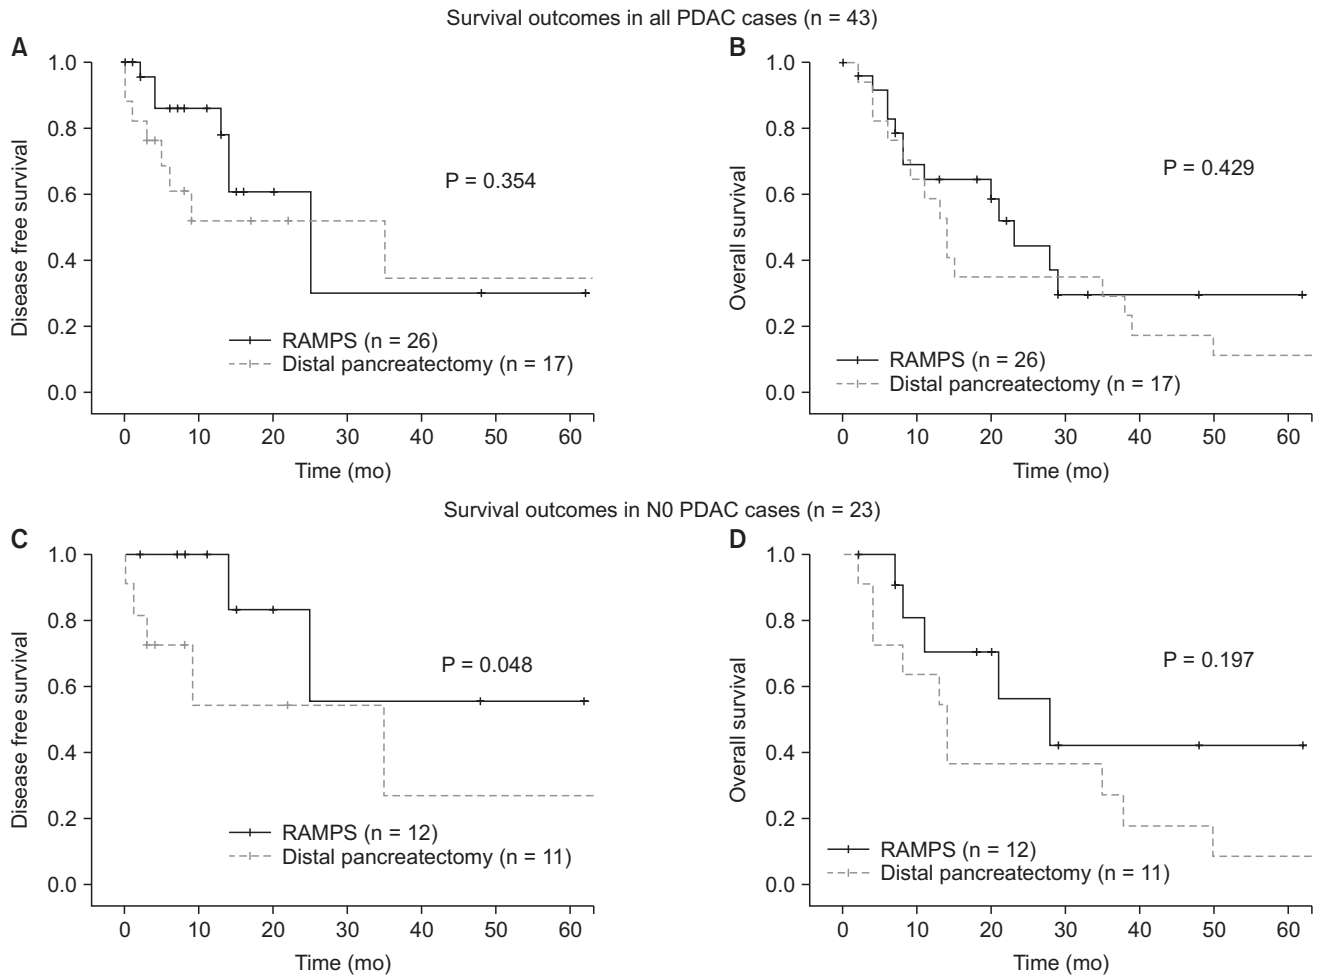 Survival outcomes in all PDAC cases (n = 43)
A
Disease free survival
1.0
0.8
0.6
0.4
0.2
0.0
P = 0.354
RAMPS (n = 26)
Distal pancreatectomy (n = 17)
0 10 20 30 40 50 60
Time (mo)
B
Overall survival
1.0
0.8
0.6
0.4
0.2
0.0
P = 0.429
RAMPS (n = 26)
Distal pancreatectomy (n = 17)
0 10 20 30 40 50 60
Time (mo)
Survival outcomes in N0 PDAC cases (n = 23)
C
Disease free survival
1.0
0.8
0.6
0.4
0.2
0.0
P = 0.048
RAMPS (n = 12)
Distal pancreatectomy (n = 11)
0 10 20 30 40 50 60
Time (mo)
D
Overall survival
1.0
0.8
0.6
0.4
0.2
0.0
P = 0.197
RAMPS (n = 12)
Distal pancreatectomy (n = 11)
0 10 20 30 40 50 60
Time (mo)